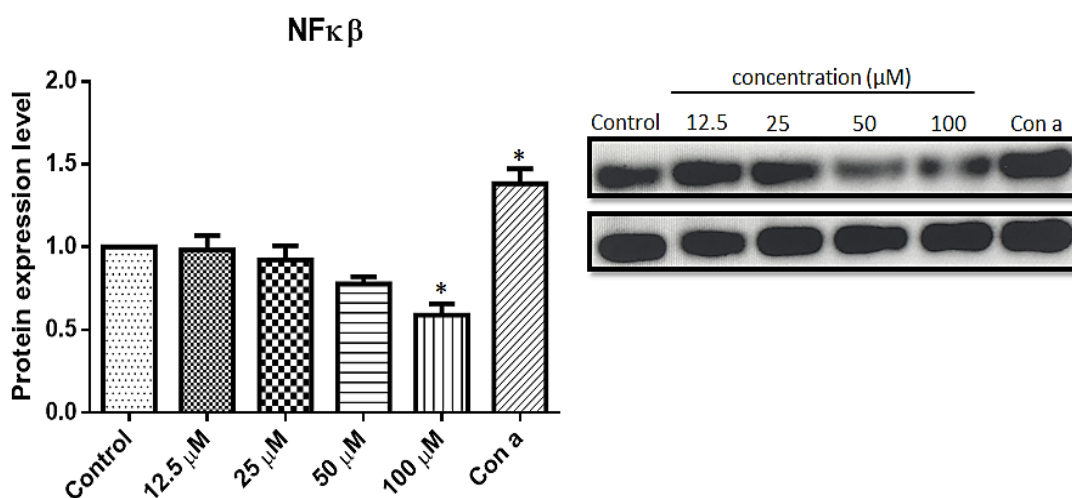 NFκβ
Protein expression level
2.0
1.5
1.0
0.5
0.0
*
*
Control
12.5 μM
25 μM
50 μM
100 μM
Con a
concentration (μM)
Control 12.5 25 50 100 Con a